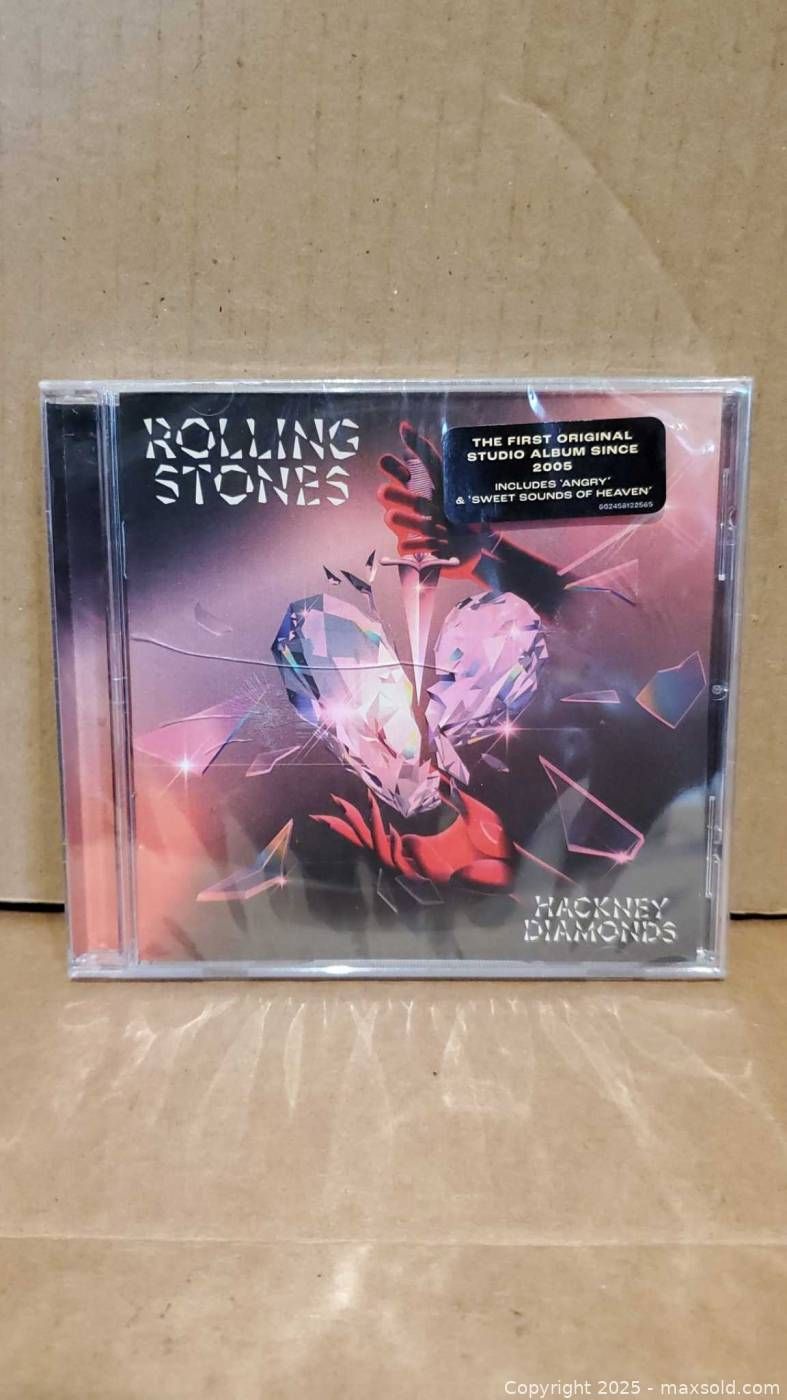 ROLLING
STONES
THE FIRST ORIGINAL
STUDIO ALBUM SINCE
2005
INCLUDES 'ANGRY'
& 'SWEET SOUNDS OF HEAVEN'
HACKNEY
DIAMONDS
Copyright 2025 - maxsold.com